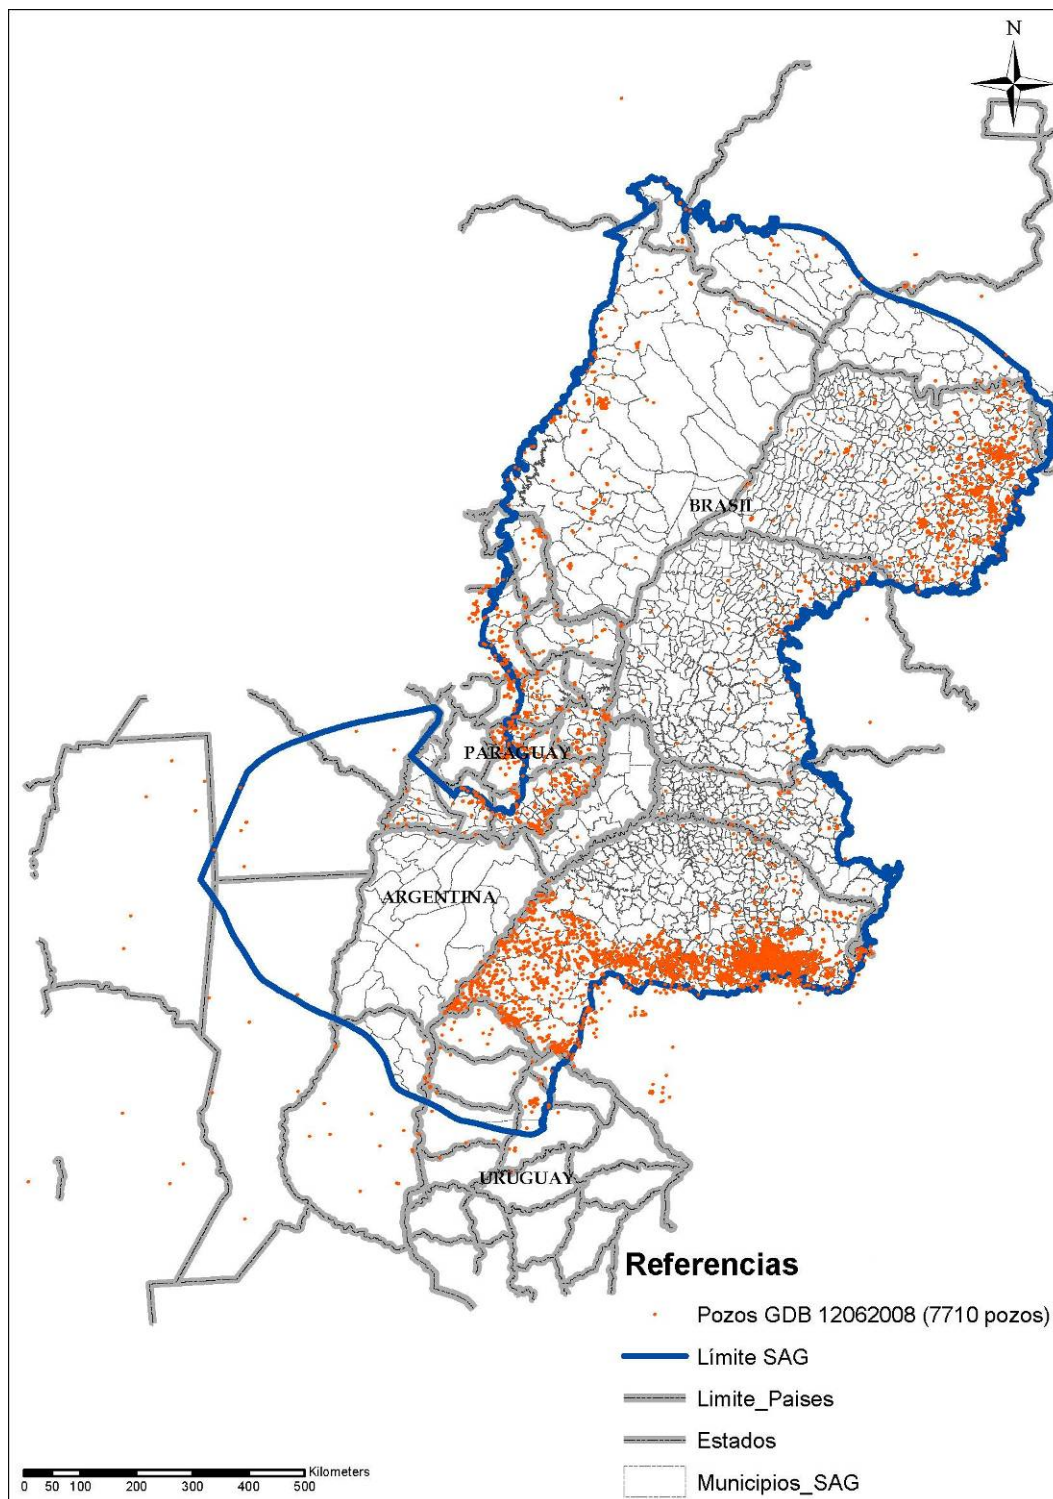 N
BRASIL
PARAGUAY
ARGENTINA
URUGUAY
Referencias
Pozos GDB 12062008 (7710 pozos)
Límite SAG
Limite_Paises
Estados
Municipios_SAG
Kilometers
0 50 100 200 300 400 500